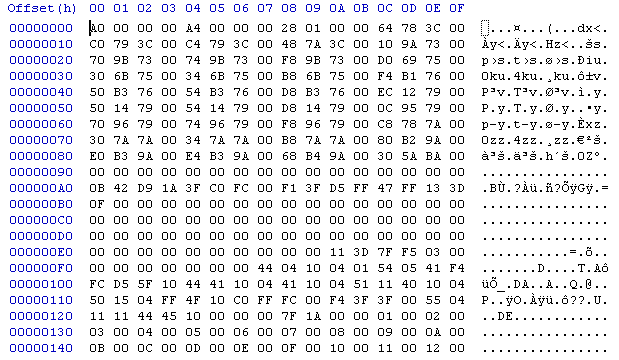 Offset(h) 00 01 02 03 04 05 06 07 08 09 0A 0B 0C 0D 0E 0F
00000000 A0 00 00 00 A4 00 00 00 28 01 00 00 64 78 3C 00 ...¤...(...dx<.
00000010 C0 79 3C 00 C4 79 3C 00 48 7A 3C 00 10 9A 73 00 Ày<.Äy<.Hz<..šs.
00000020 70 9B 73 00 74 9B 73 00 F8 9B 73 00 D0 69 75 00 p›s.t›s.ø›s.Ðiu.
00000030 30 6B 75 00 34 6B 75 00 B8 6B 75 00 F4 B1 76 00 0ku.4ku.¸ku.ô±v.
00000040 50 B3 76 00 54 B3 76 00 D8 B3 76 00 EC 12 79 00 P³v.T³v.Ø³v.ì.y.
00000050 50 14 79 00 54 14 79 00 D8 14 79 00 0C 95 79 00 P.y.T.y.Ø.y..•y.
00000060 70 96 79 00 74 96 79 00 F8 96 79 00 C8 78 7A 00 p–y.t–y.ø–y.Èxz.
00000070 30 7A 7A 00 34 7A 7A 00 B8 7A 7A 00 80 B2 9A 00 0zz.4zz.¸zz.€²š.
00000080 E0 B3 9A 00 E4 B3 9A 00 68 B4 9A 00 30 5A BA 00 à³š.ä³š.h´š.0Zº.
00000090 00 00 00 00 00 00 00 00 00 00 00 00 00 00 00 00 ................
000000A0 0B 42 D9 1A 3F C0 FC 00 F1 3F D5 FF 47 FF 13 3D .BÙ.?Àü.ñ?ÕÿGÿ.=
000000B0 0F 00 00 00 00 00 00 00 00 00 00 00 00 00 00 00 ................
000000C0 00 00 00 00 00 00 00 00 00 00 00 00 00 00 00 00 ................
000000D0 00 00 00 00 00 00 00 00 00 00 00 00 00 00 00 00 ................
000000E0 00 00 00 00 00 00 00 00 00 00 11 3D 7F F5 03 00 ...........=.õ..
000000F0 00 00 00 00 00 00 00 44 04 10 04 01 54 05 41 F4 .......D....T.Aô
00000100 FC D5 5F 10 44 41 10 04 41 10 04 51 11 40 10 04 üÕ_.DA..A..Q.@..
00000110 50 15 04 FF 4F 10 C0 FF FC 00 F4 3F 3F 00 55 04 P..ÿO.Àÿü.ô??.U.
00000120 11 11 44 45 10 00 00 00 7F 1A 00 00 01 00 02 00 ..DE............
00000130 03 00 04 00 05 00 06 00 07 00 08 00 09 00 0A 00 ................
00000140 0B 00 0C 00 0D 00 0E 00 0F 00 10 00 11 00 12 00 ................